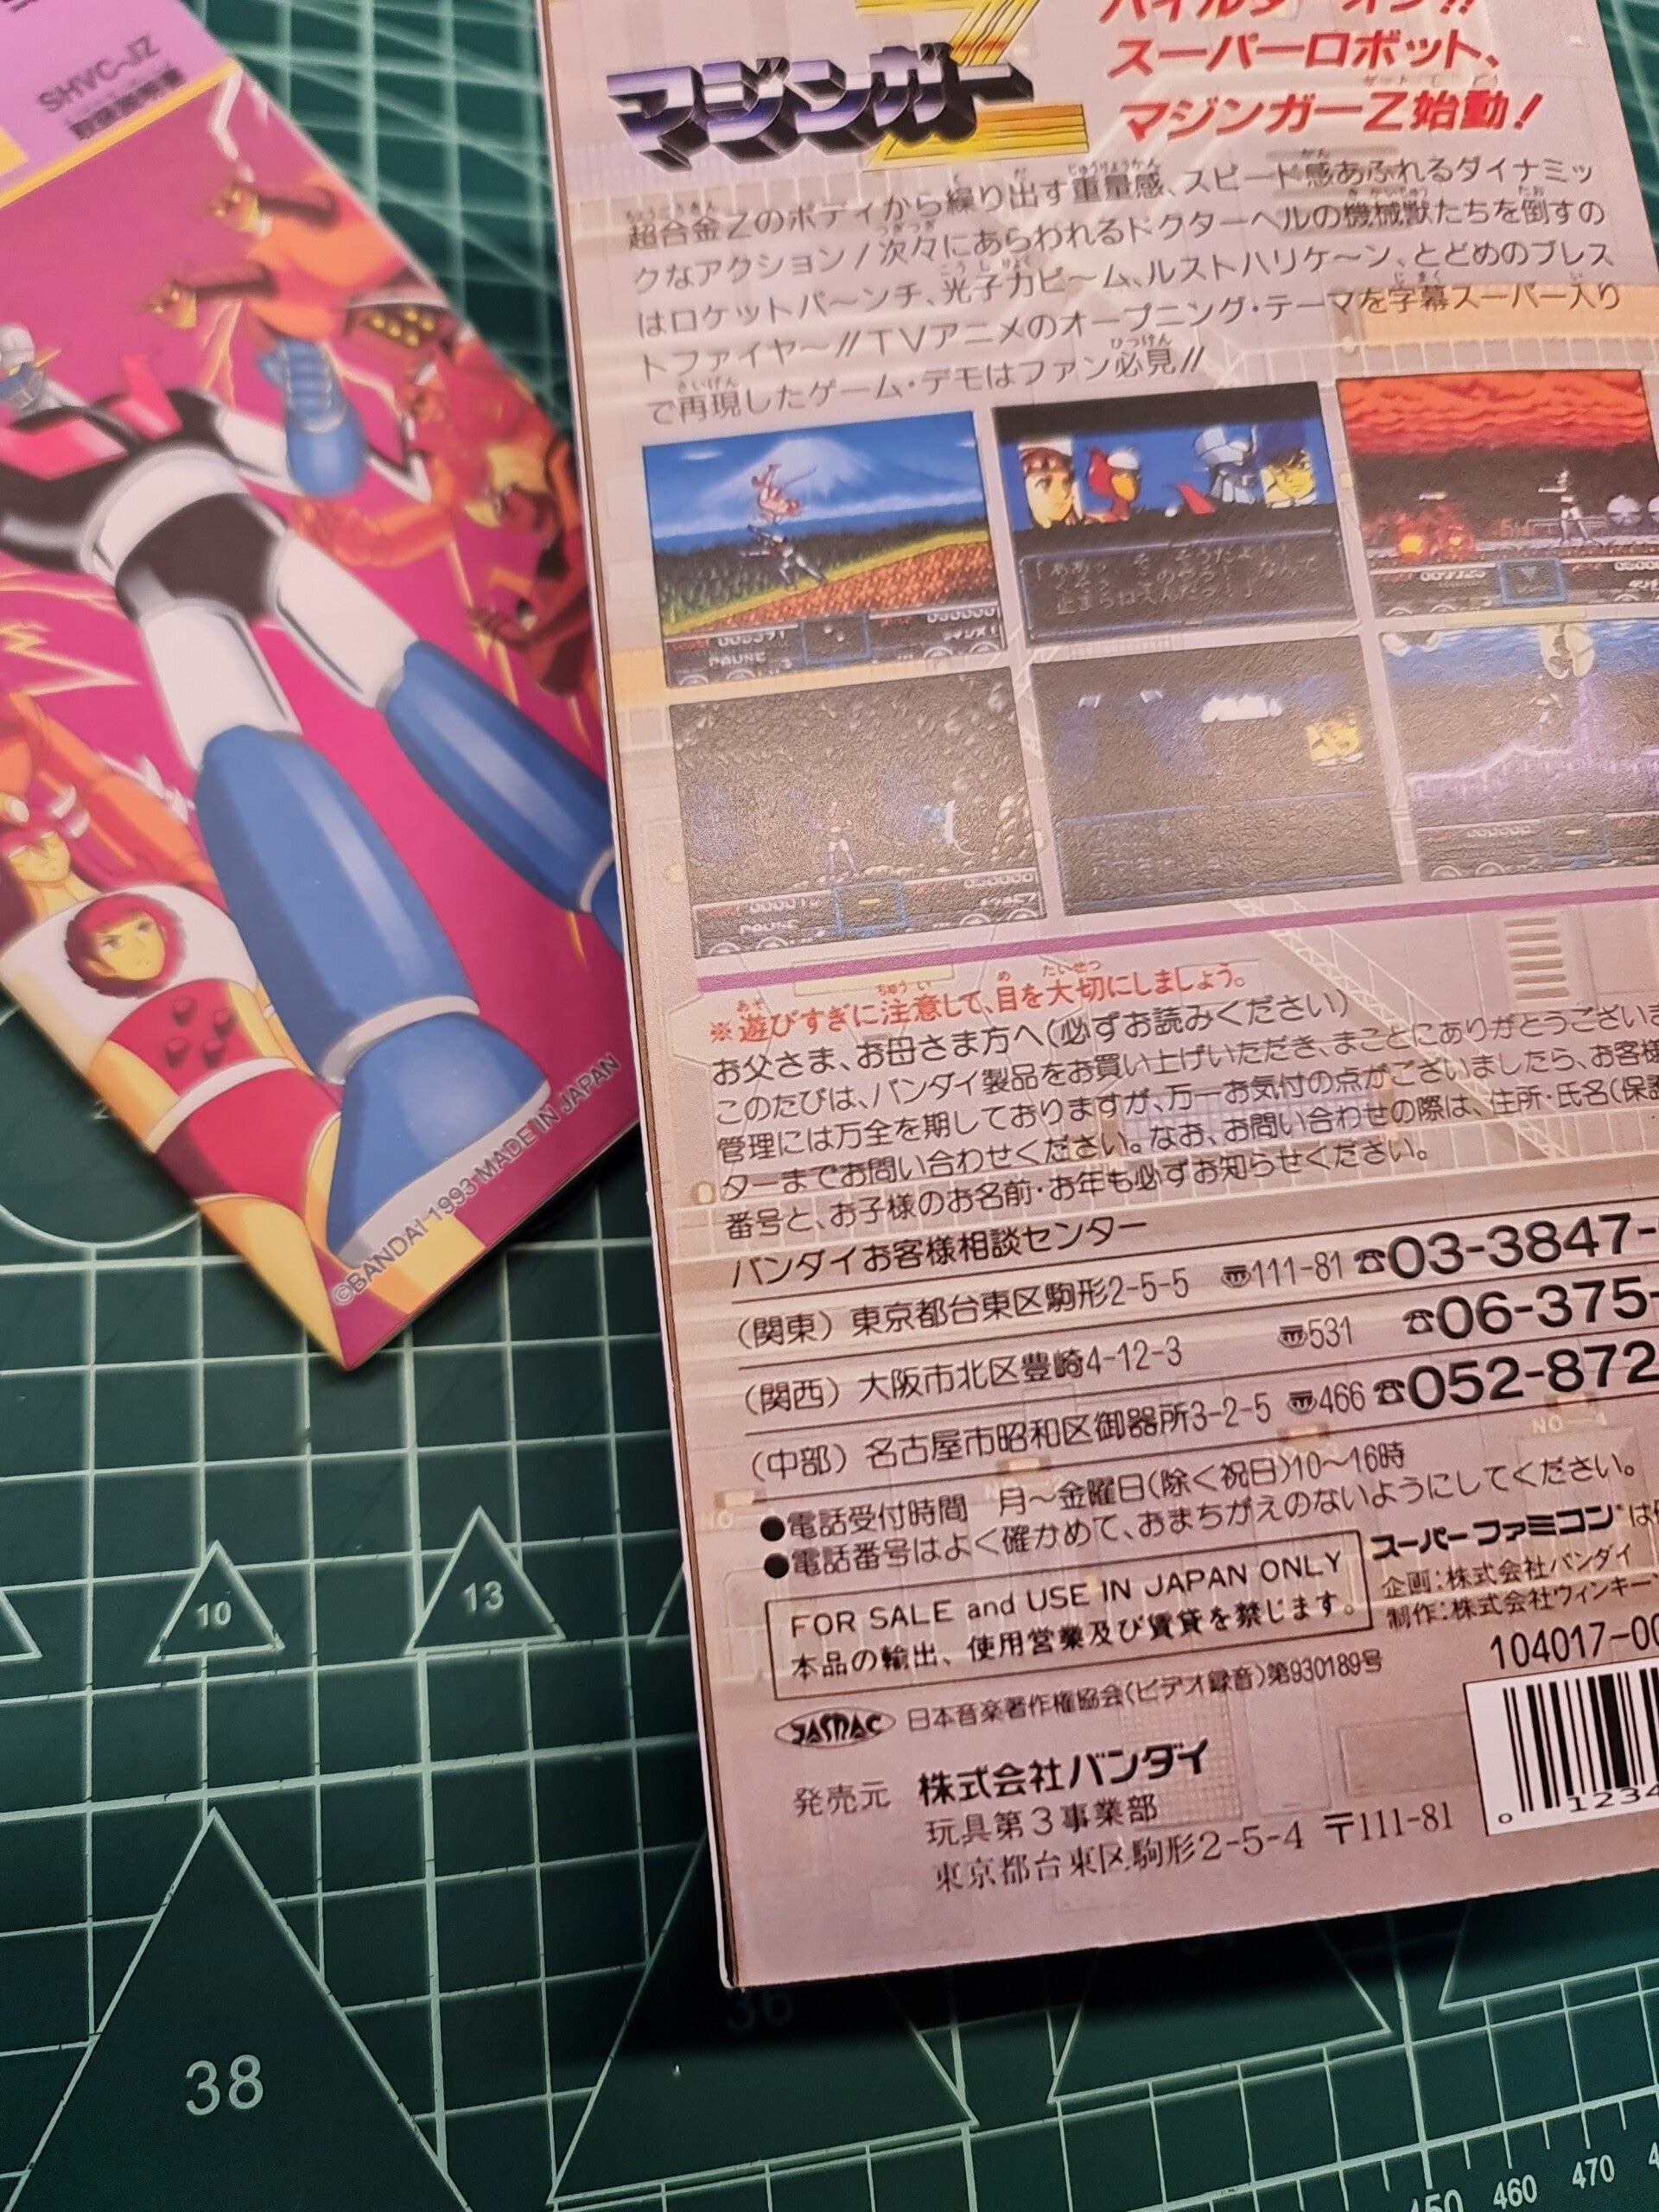 SHVC-JZ
取扱説明書
©BANDAI 1993 MADE IN JAPAN
マジンガーZ
パイルダーオン!!
スーパーロボット、
マジンガーZ始動!
超合金Zのボディから繰り出す重量感、スピード感あふれるダイナミッ
クなアクション!次々にあらわれるドクターヘルの機械獣たちを倒すの
はロケットパ〜ンチ、光子力ビ〜ム、ルストハリケ〜ン、とどめのブレス
トファイヤ〜!!TVアニメのオープニング・テーマを字幕スーパー入り
で再現したゲーム・デモはファン必見!!
PAUSE
止まらねえんだっ!」
※遊びすぎに注意して、目を大切にしましょう。
お父さま、お母さま方へ(必ずお読みください)
このたびは、バンダイ製品をお買い上げいただき、まことにありがとうございま
管理には万全を期しておりますが、万一お気付の点がございましたら、お客様
ターまでお問い合わせください。なお、お問い合わせの際は、住所・氏名(保護
番号と、お子様のお名前・お年も必ずお知らせください。
バンダイお客様相談センター
(関東) 東京都台東区駒形2-5-5 〒111-81 ☎03-3847-
(関西) 大阪市北区豊崎4-12-3 〒531 ☎06-375-
(中部) 名古屋市昭和区御器所3-2-5 〒466 ☎052-872
●電話受付時間 月〜金曜日(除く祝日)10〜16時
●電話番号はよく確かめて、おまちがえのないようにしてください。
FOR SALE and USE IN JAPAN ONLY
本品の輸出、使用営業及び賃貸を禁じます。
スーパーファミコン は
企画:株式会社バンダイ
制作:株式会社ウィンキー
104017-00
JASRAC 日本音楽著作権協会(ビデオ録音)第930189号
発売元 株式会社バンダイ
玩具第3事業部
東京都台東区駒形2-5-4 〒111-81
0 1234
NO-4
10
13
38
36
450 460 470